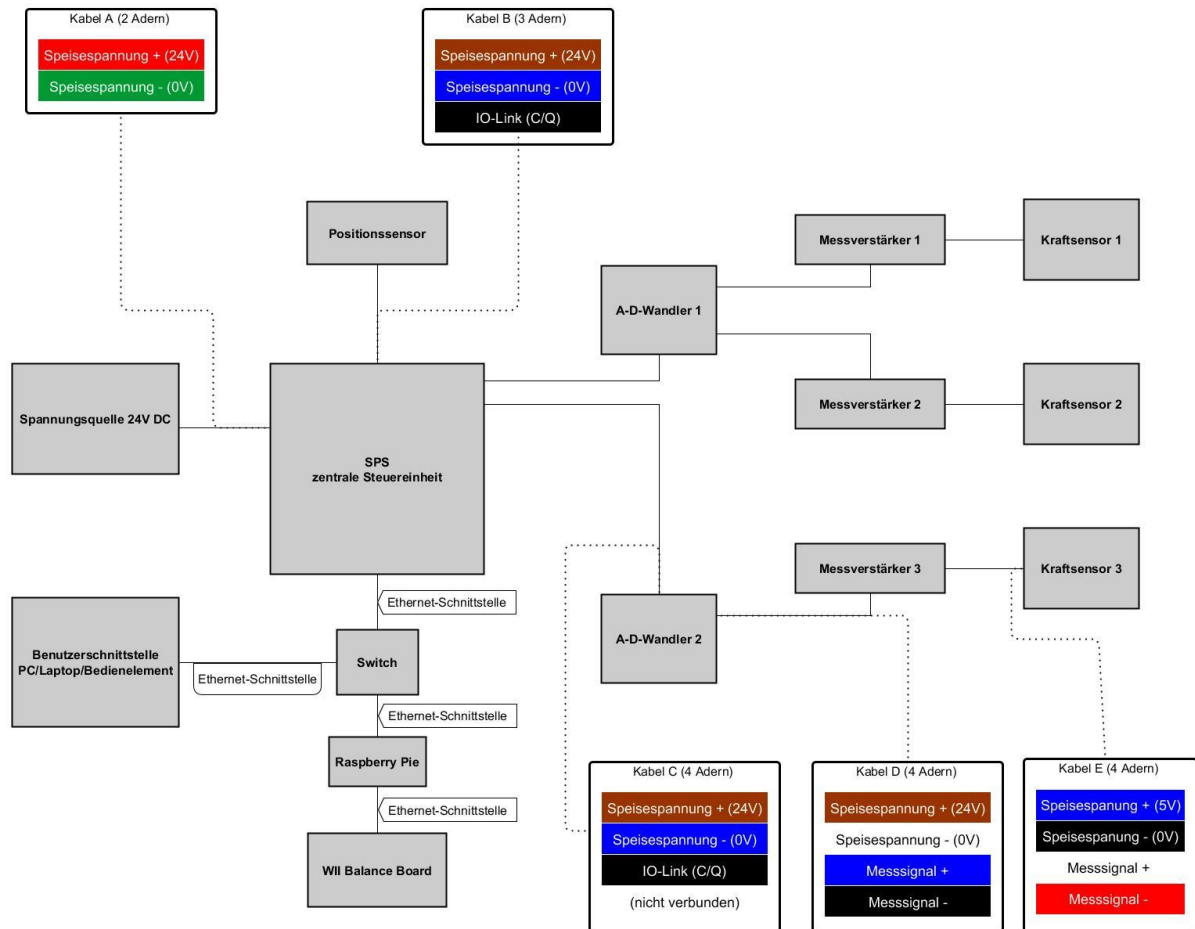 Kabel A (2 Adern)
Speisespannung + (24V)
Speisespannung - (0V)
Kabel B (3 Adern)
Speisespannung + (24V)
Speisespannung - (0V)
IO-Link (C/Q)
Positionssensor
Messverstärker 1
Kraftsensor 1
A-D-Wandler 1
Spannungsquelle 24V DC
SPS
zentrale Steuereinheit
Messverstärker 2
Kraftsensor 2
Messverstärker 3
Kraftsensor 3
Ethernet-Schnittstelle
A-D-Wandler 2
Benutzerschnittstelle
PC/Laptop/Bedienelement
Ethernet-Schnittstelle
Switch
Ethernet-Schnittstelle
Raspberry Pie
Ethernet-Schnittstelle
WII Balance Board
Kabel C (4 Adern)
Speisespannung + (24V)
Speisespannung - (0V)
IO-Link (C/Q)
(nicht verbunden)
Kabel D (4 Adern)
Speisespannung + (24V)
Speisespannung - (0V)
Messsignal +
Messsignal -
Kabel E (4 Adern)
Speisespanung + (5V)
Speisespanung - (0V)
Messsignal +
Messsignal -